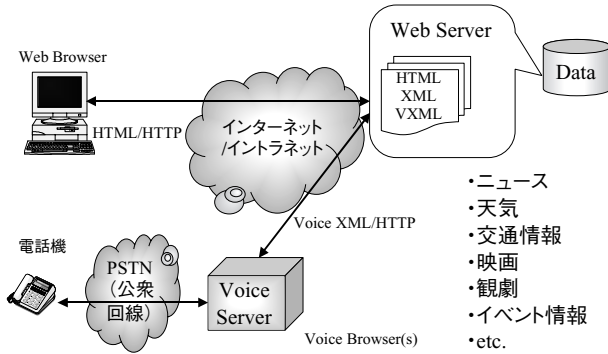 Web Server
Web Browser
HTML
XML
VXML
Data
HTML/HTTP
インターネット
/イントラネット
・ニュース
・天気
・交通情報
・映画
・観劇
・イベント情報
・etc.
Voice XML/HTTP
電話機
PSTN
(公衆
回線)
Voice
Server
Voice Browser(s)